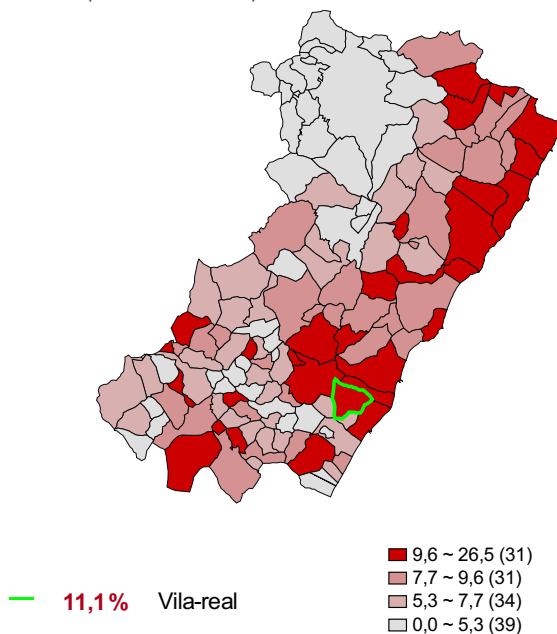 9,6 ~ 26,5 (31)
7,7 ~ 9,6 (31)
5,3 ~ 7,7 (34)
0,0 ~ 5,3 (39)
11,1% Vila-real